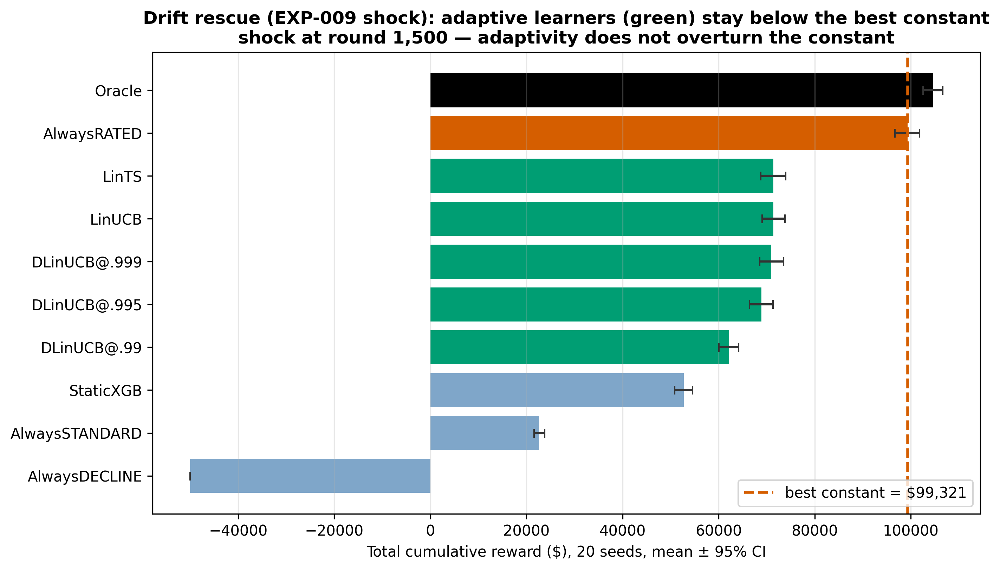 Drift rescue (EXP-009 shock): adaptive learners (green) stay below the best constant
shock at round 1,500 — adaptivity does not overturn the constant
Oracle
AlwaysRATED
LinTS
LinUCB
DLinUCB@.999
DLinUCB@.995
DLinUCB@.99
StaticXGB
AlwaysSTANDARD
AlwaysDECLINE
best constant = $99,321
−40000 −20000 0 20000 40000 60000 80000 100000
Total cumulative reward ($), 20 seeds, mean ± 95% CI